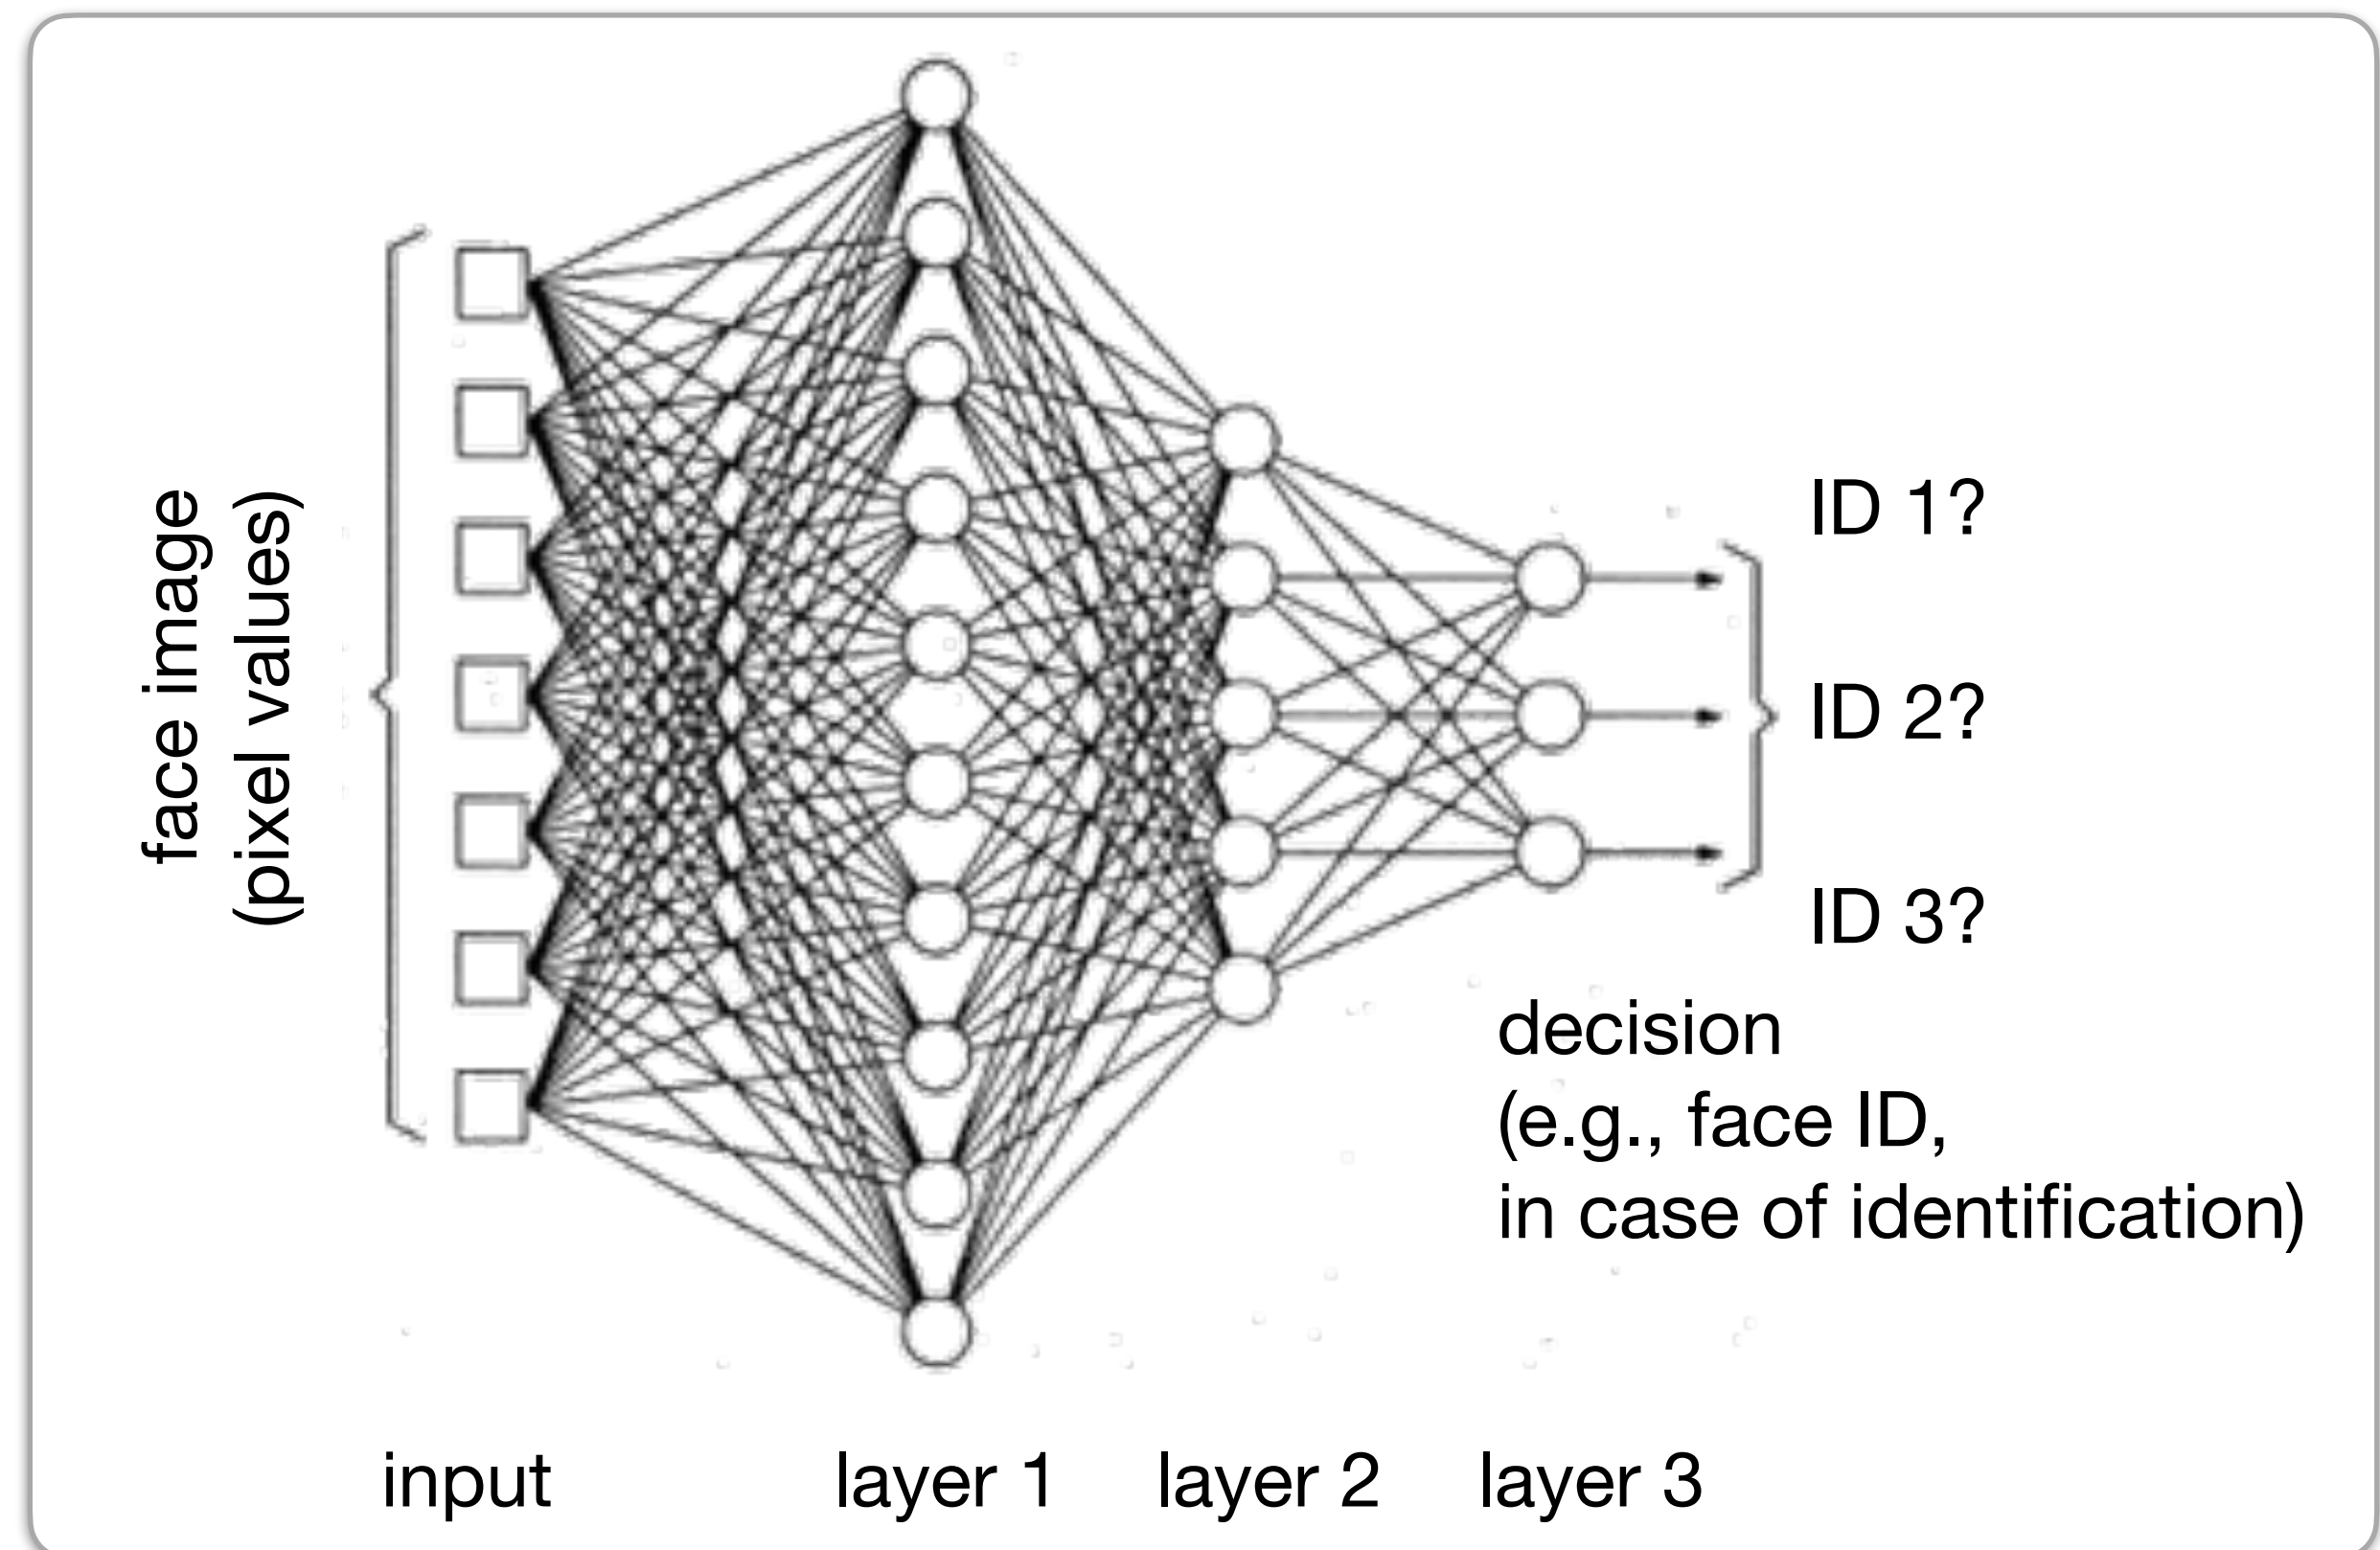 face image
(pixel values)
ID 1?
ID 2?
ID 3?
decision
(e.g., face ID,
in case of identification)
input
layer 1
layer 2
layer 3